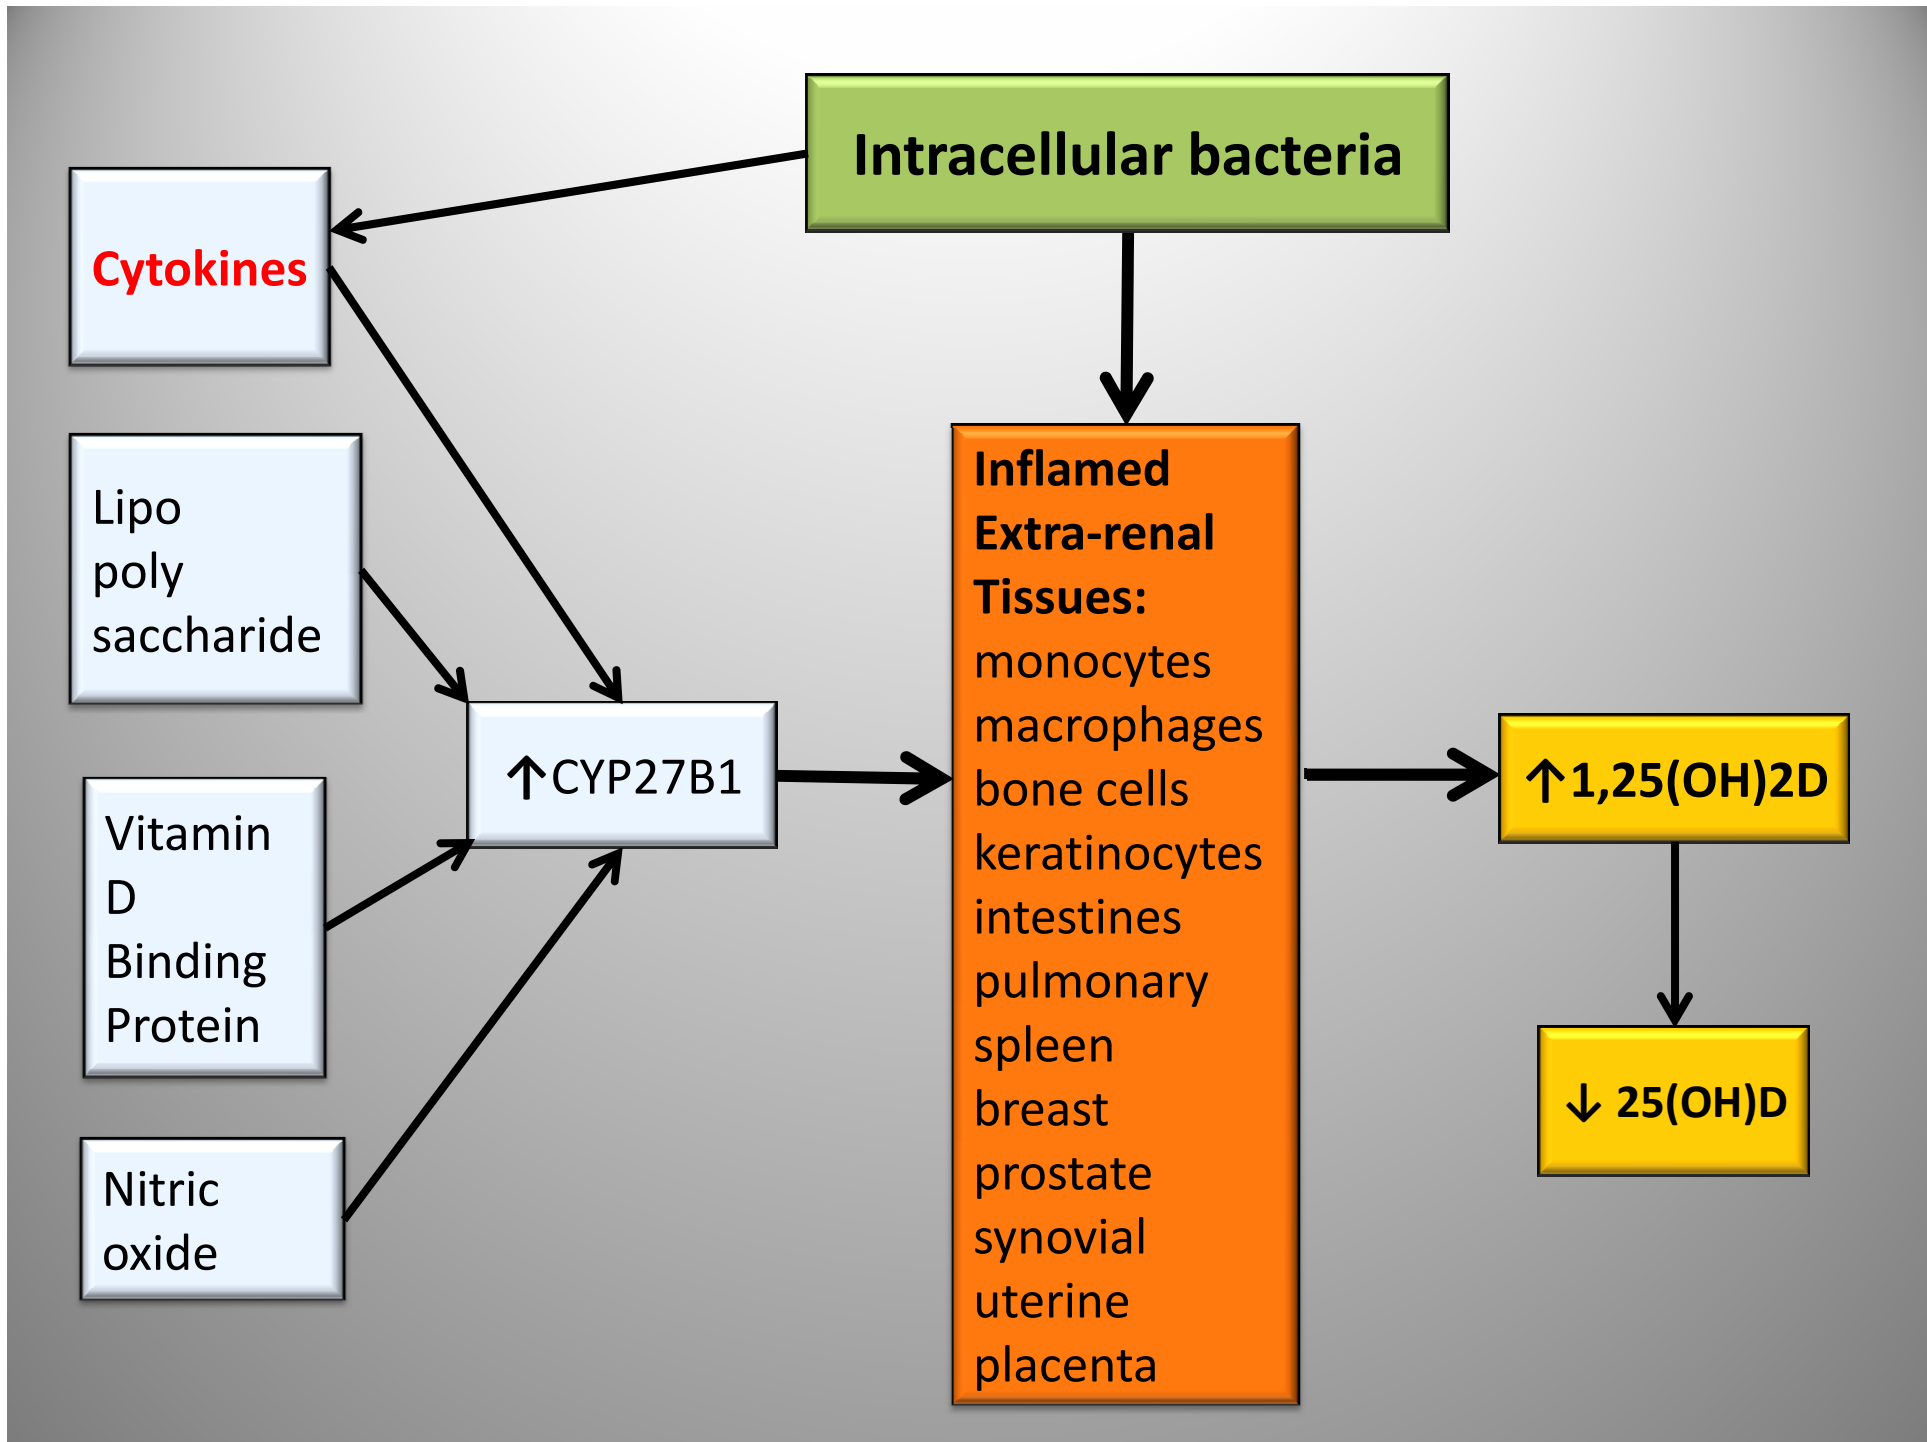 Intracellular bacteria
Cytokines
Lipo
poly
saccharide
Vitamin
D
Binding
Protein
Nitric
oxide
↑CYP27B1
Inflamed
Extra-renal
Tissues:
monocytes
macrophages
bone cells
keratinocytes
intestines
pulmonary
spleen
breast
prostate
synovial
uterine
placenta
↑1,25(OH)2D
↓ 25(OH)D